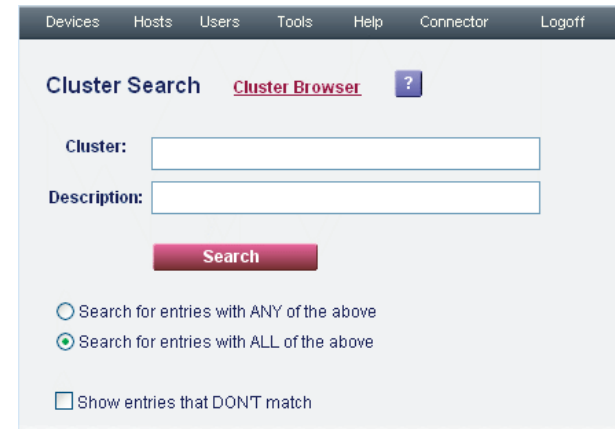 Devices Hosts Users Tools Help Connector Logoff
Cluster Search Cluster Browser ?
Cluster:
Description:
Search
Search for entries with ANY of the above
Search for entries with ALL of the above
Show entries that DON'T match